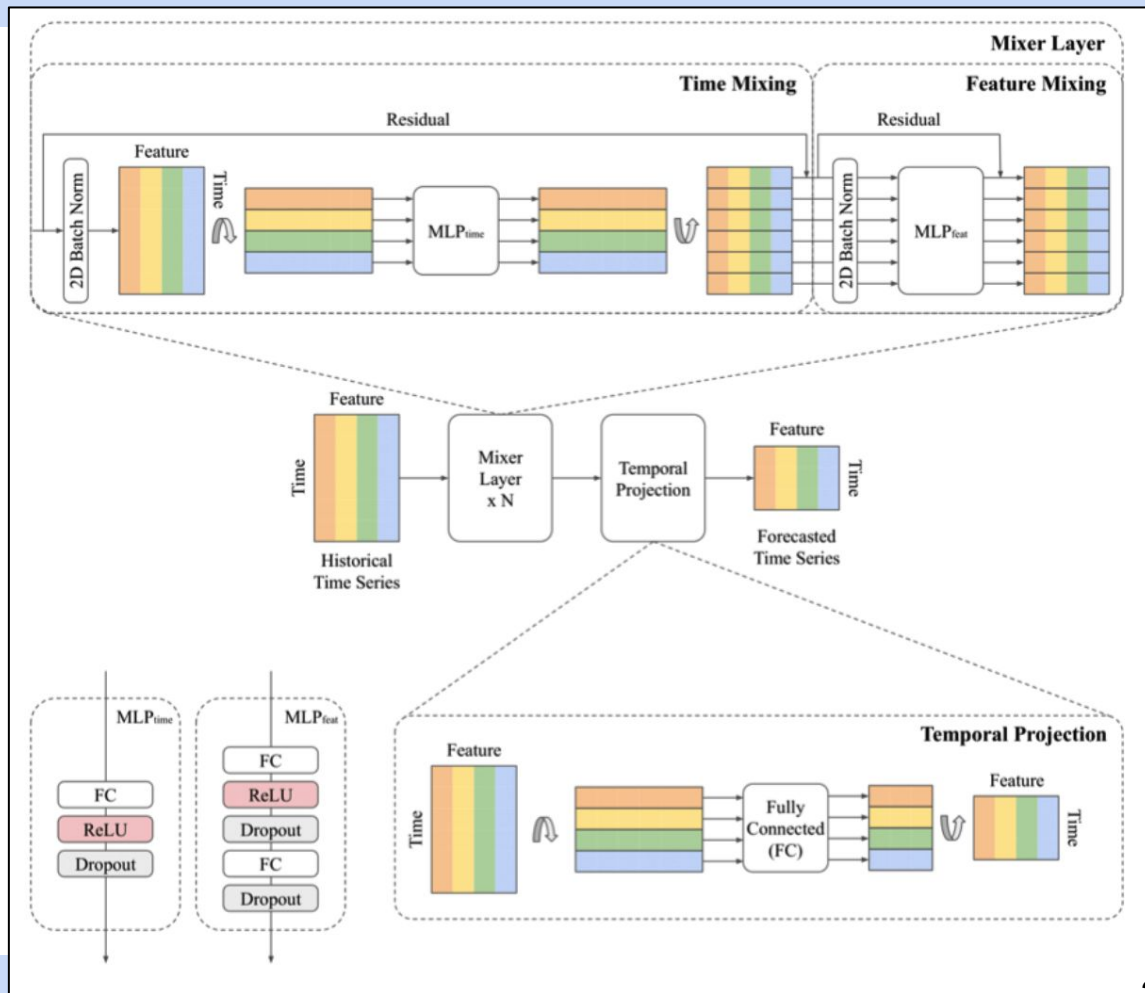 Mixer Layer
Time Mixing
Feature Mixing
Residual
Residual
2D Batch Norm
Feature
Time
MLPtime
2D Batch Norm
MLPfeat
Feature
Time
Historical
Time Series
Mixer
Layer
x N
Temporal
Projection
Feature
Time
Forecasted
Time Series
MLPtime
FC
ReLU
Dropout
MLPfeat
FC
ReLU
Dropout
FC
Dropout
Temporal Projection
Feature
Time
Fully
Connected
(FC)
Feature
Time